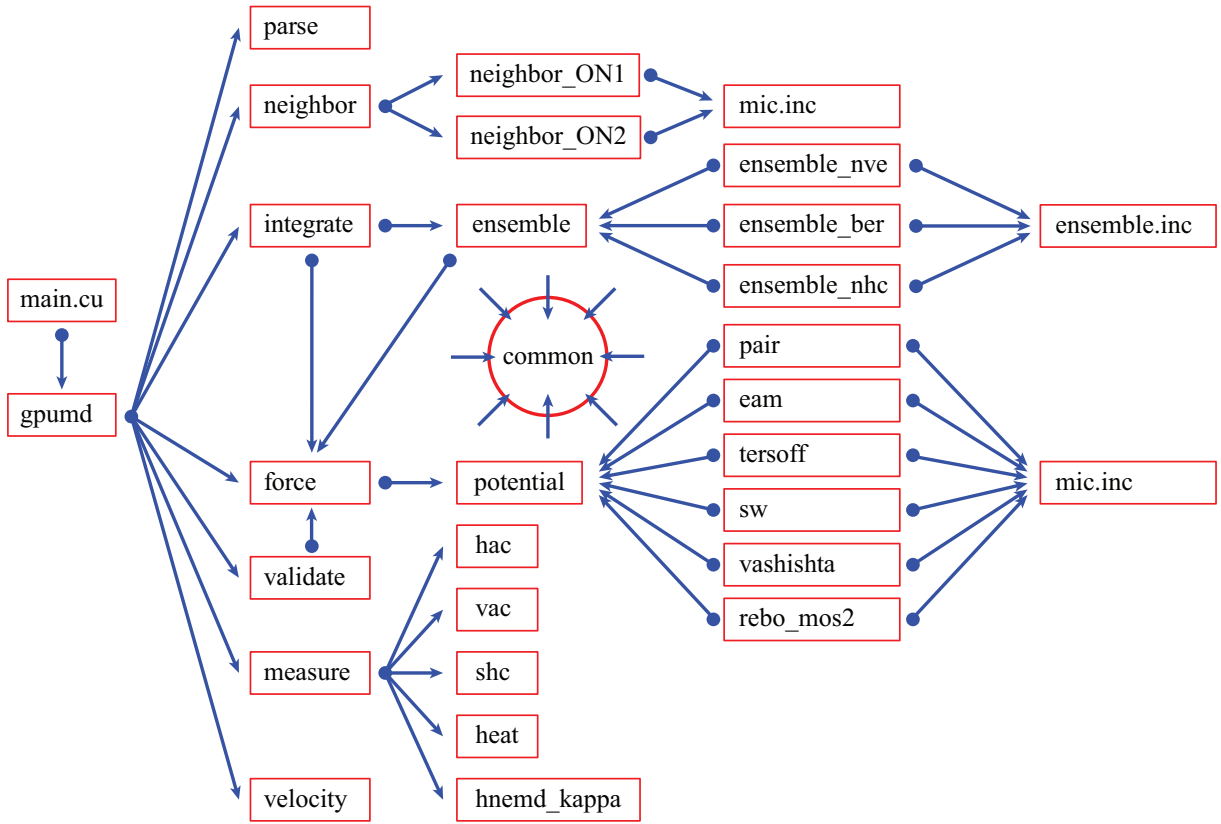 parse
neighbor
neighbor_ON1
neighbor_ON2
mic.inc
ensemble_nve
integrate
ensemble
ensemble_ber
ensemble.inc
ensemble_nhc
main.cu
gpumd
common
pair
eam
tersoff
sw
vashishta
rebo_mos2
mic.inc
force
potential
validate
hac
vac
measure
shc
heat
velocity
hnemd_kappa